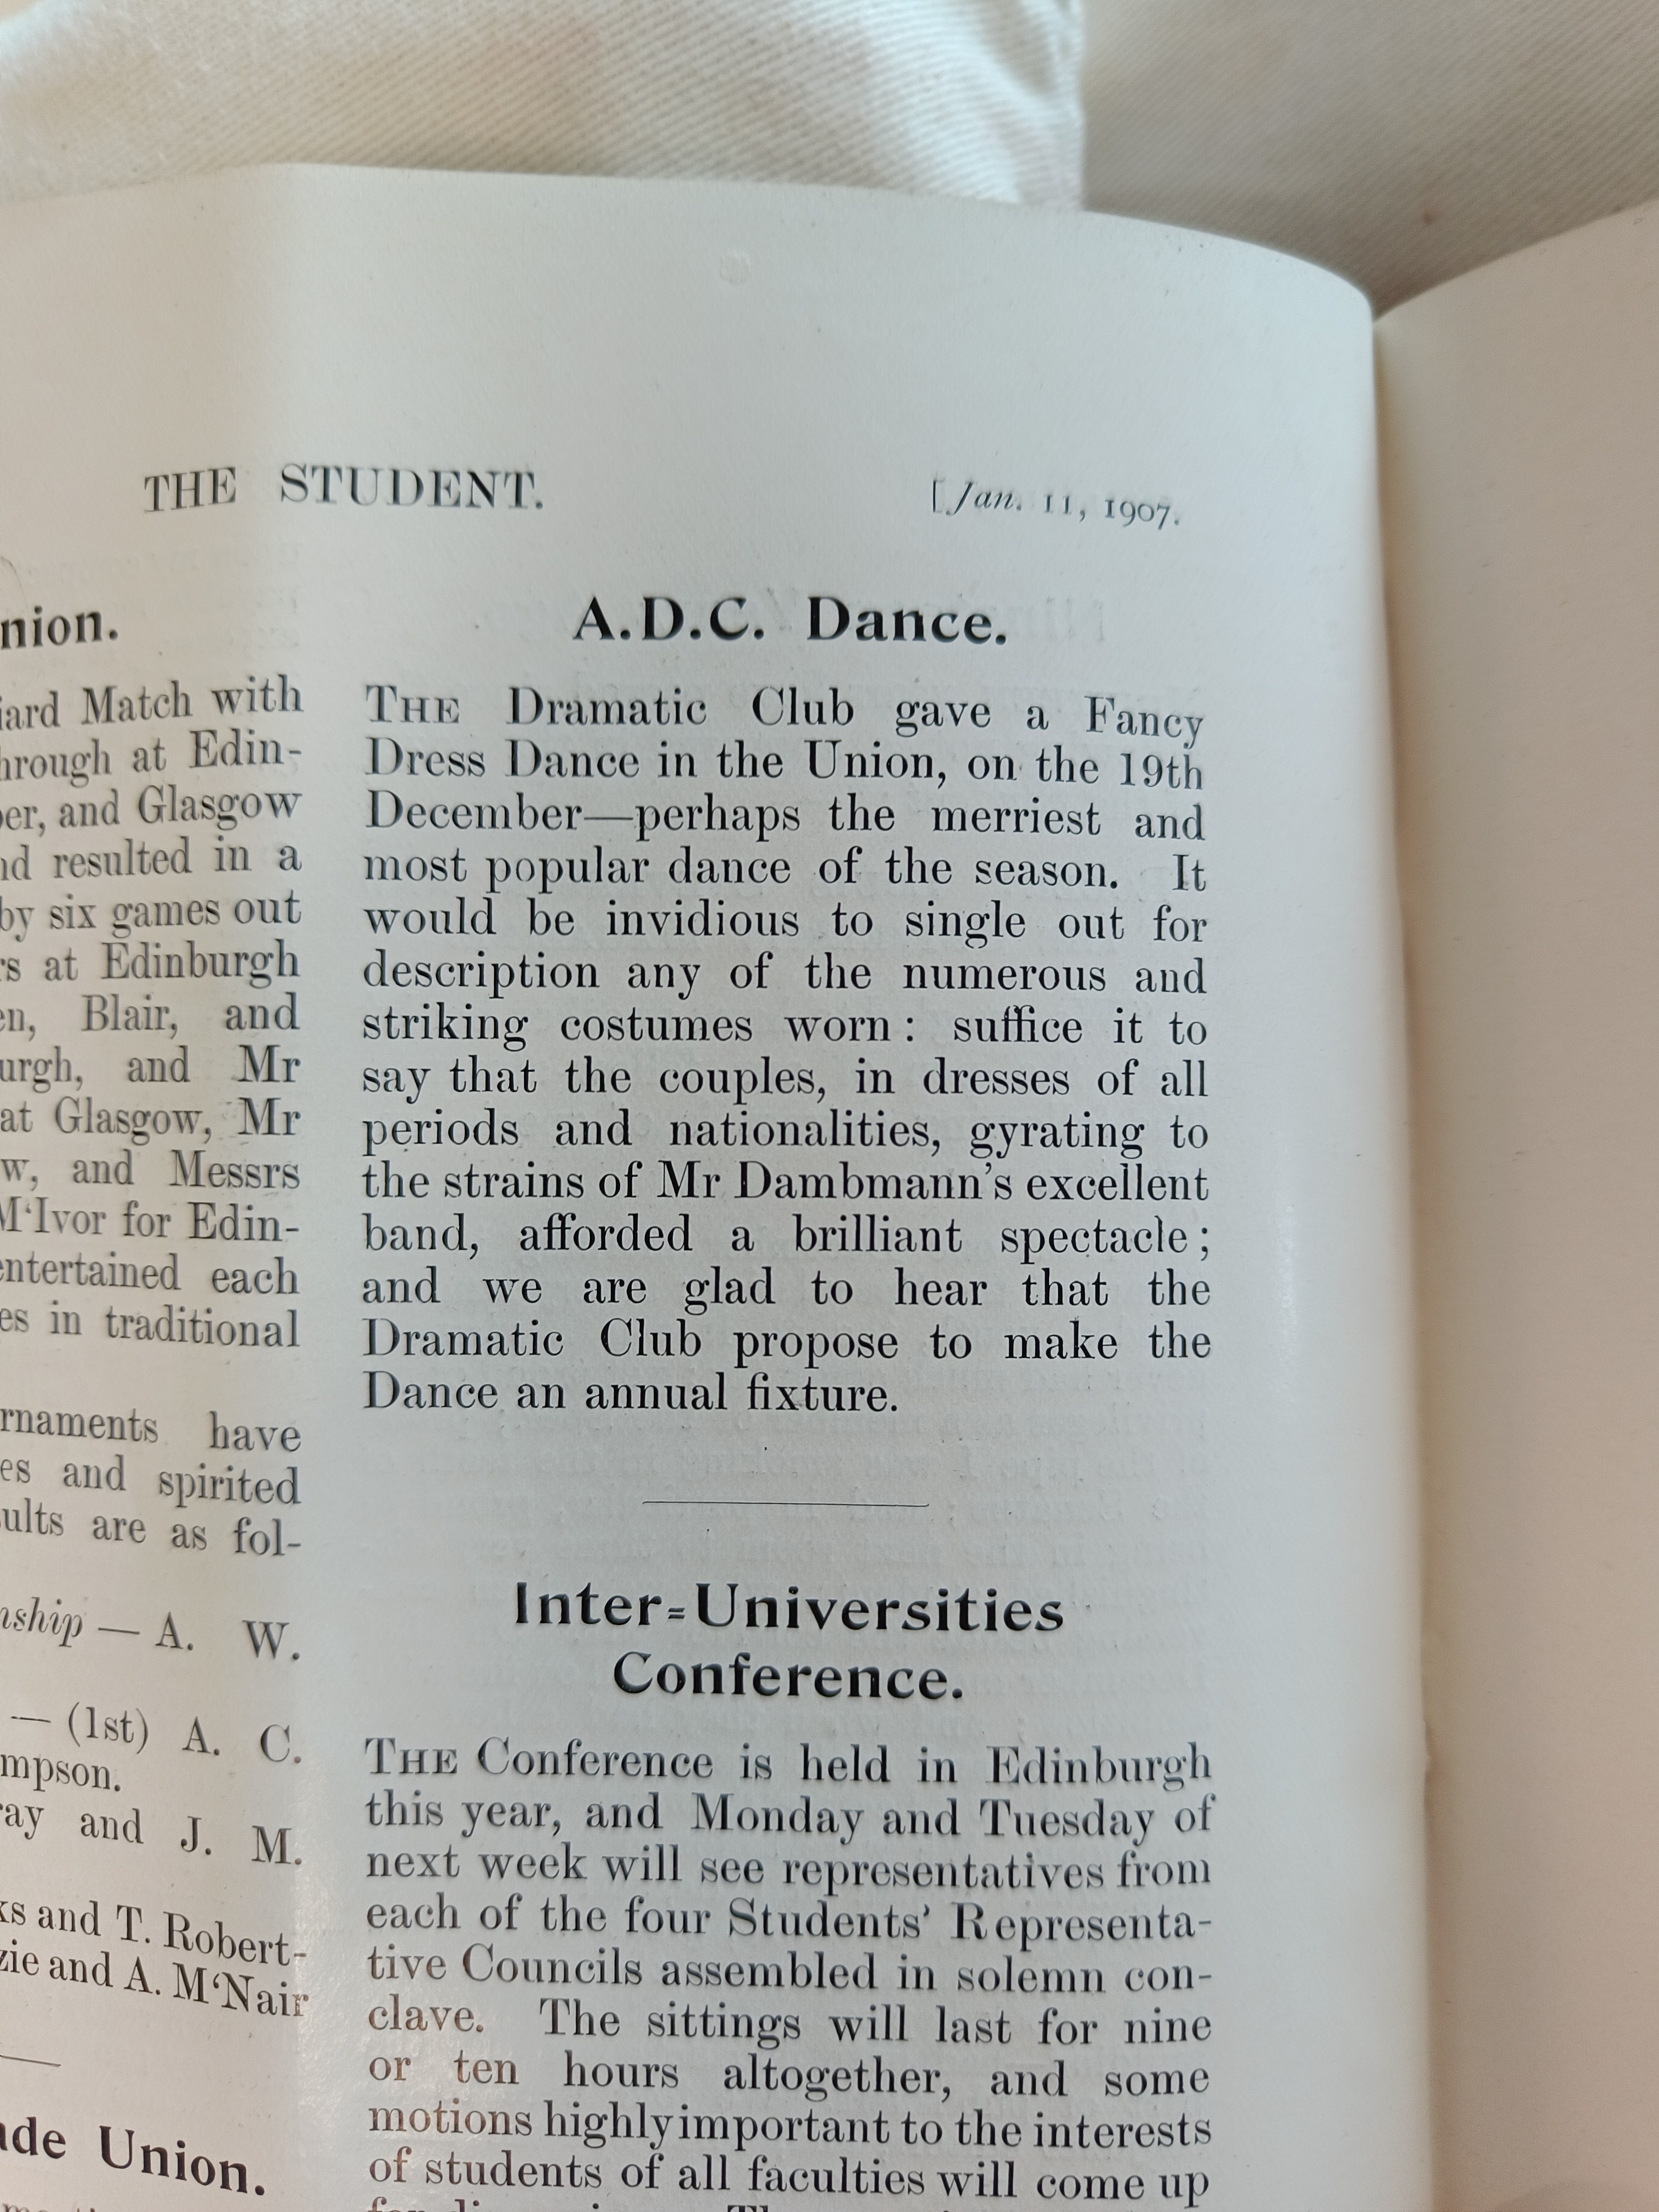 THE STUDENT.
[Jan. 11, 1907.
nion.
iard Match with
hrough at Edin-
er, and Glasgow
nd resulted in a
by six games out
rs at Edinburgh
en, Blair, and
urgh, and Mr
at Glasgow, Mr
w, and Messrs
M‘Ivor for Edin-
entertained each
es in traditional
rnaments have
es and spirited
sults are as fol-
nship — A. W.
— (1st) A. C.
mpson.
ray and J. M.
ks and T. Robert-
zie and A. M‘Nair
ade Union.
A.D.C. Dance.
THE Dramatic Club gave a Fancy
Dress Dance in the Union, on the 19th
December—perhaps the merriest and
most popular dance of the season. It
would be invidious to single out for
description any of the numerous and
striking costumes worn: suffice it to
say that the couples, in dresses of all
periods and nationalities, gyrating to
the strains of Mr Dambmann's excellent
band, afforded a brilliant spectacle;
and we are glad to hear that the
Dramatic Club propose to make the
Dance an annual fixture.
Inter-Universities
Conference.
THE Conference is held in Edinburgh
this year, and Monday and Tuesday of
next week will see representatives from
each of the four Students' Representa-
tive Councils assembled in solemn con-
clave. The sittings will last for nine
or ten hours altogether, and some
motions highly important to the interests
of students of all faculties will come up